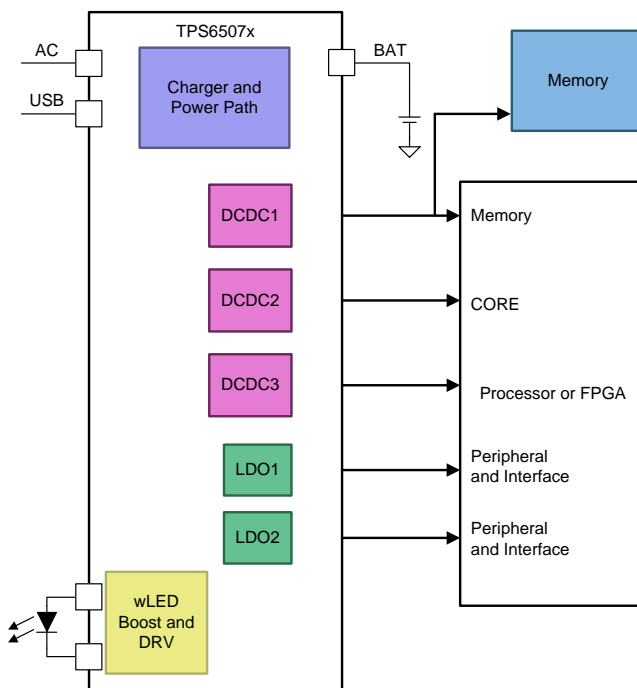 TPS6507x
AC
USB
Charger and
Power Path
BAT
Memory
DCDC1
Memory
DCDC2
CORE
DCDC3
Processor or FPGA
LDO1
Peripheral
and Interface
LDO2
Peripheral
and Interface
wLED
Boost and
DRV